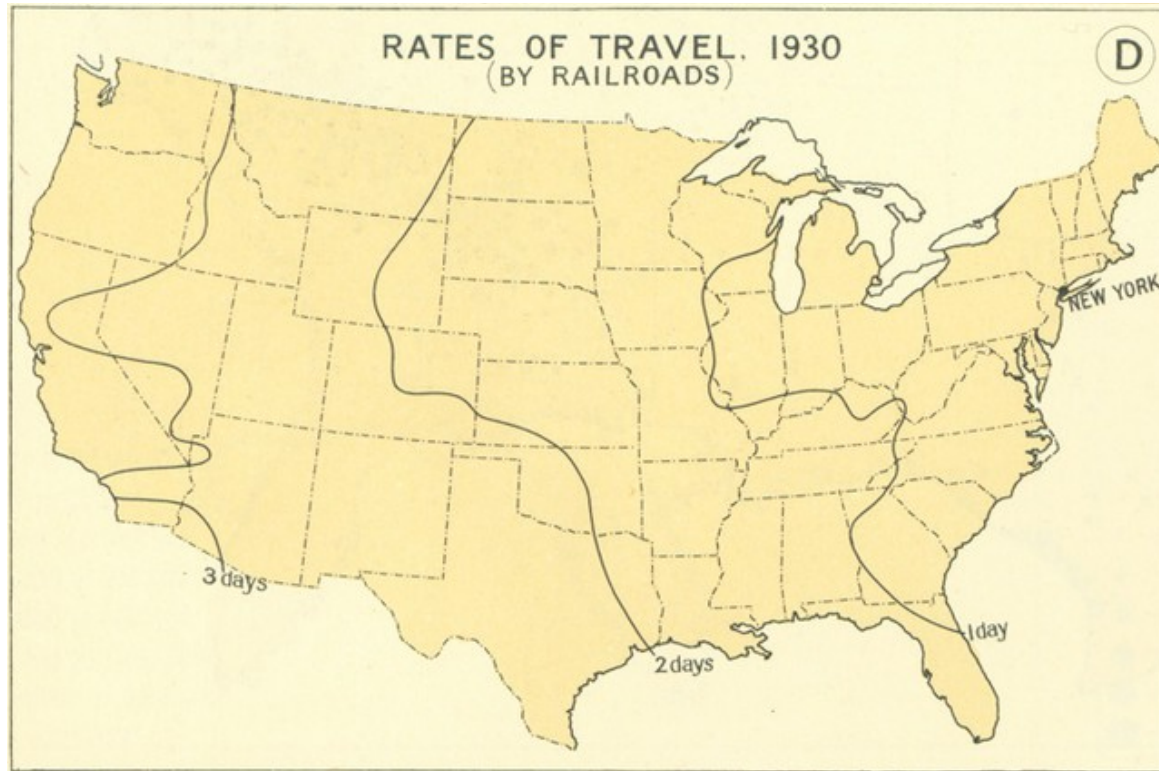 RATES OF TRAVEL, 1930
(BY RAILROADS)
D
NEW YORK
3 days
2 days
1 day